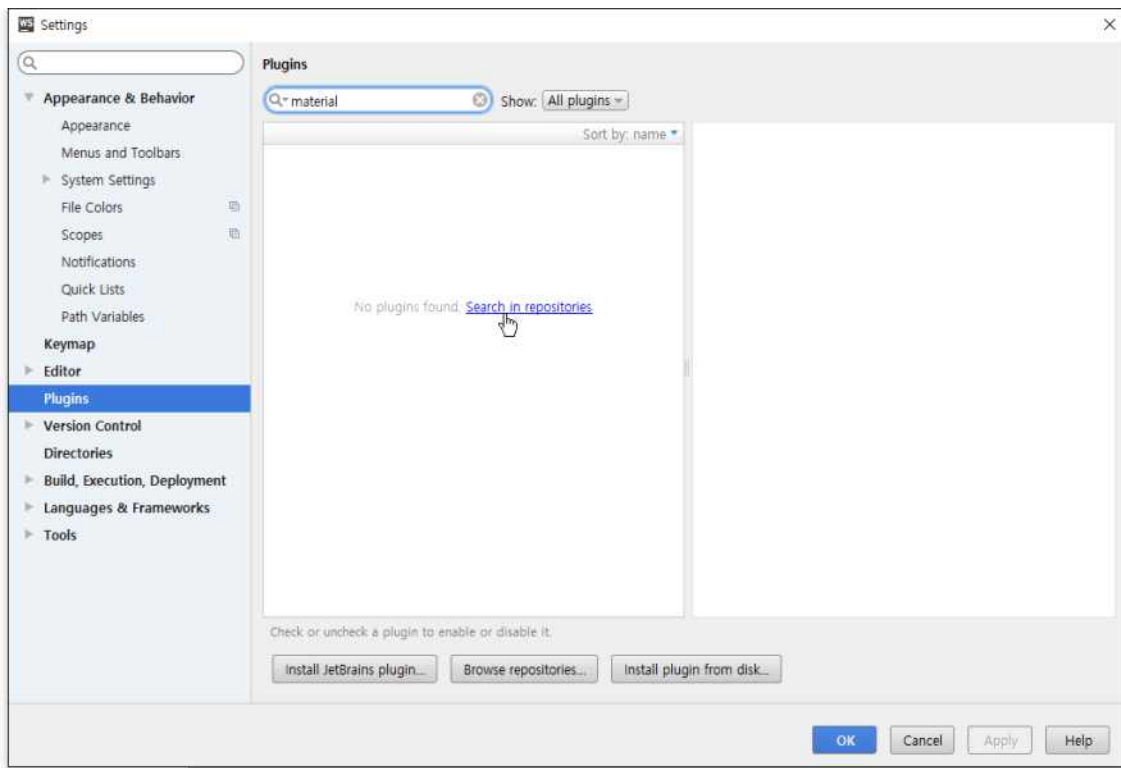 WS Settings
Plugins
material Show: All plugins
Sort by: name
Appearance & Behavior
Appearance
Menus and Toolbars
System Settings
File Colors
Scopes
Notifications
Quick Lists
Path Variables
Keymap
Editor
Plugins
Version Control
Directories
Build, Execution, Deployment
Languages & Frameworks
Tools
No plugins found. Search in repositories
Check or uncheck a plugin to enable or disable it.
Install JetBrains plugin... Browse repositories... Install plugin from disk...
OK Cancel Apply Help